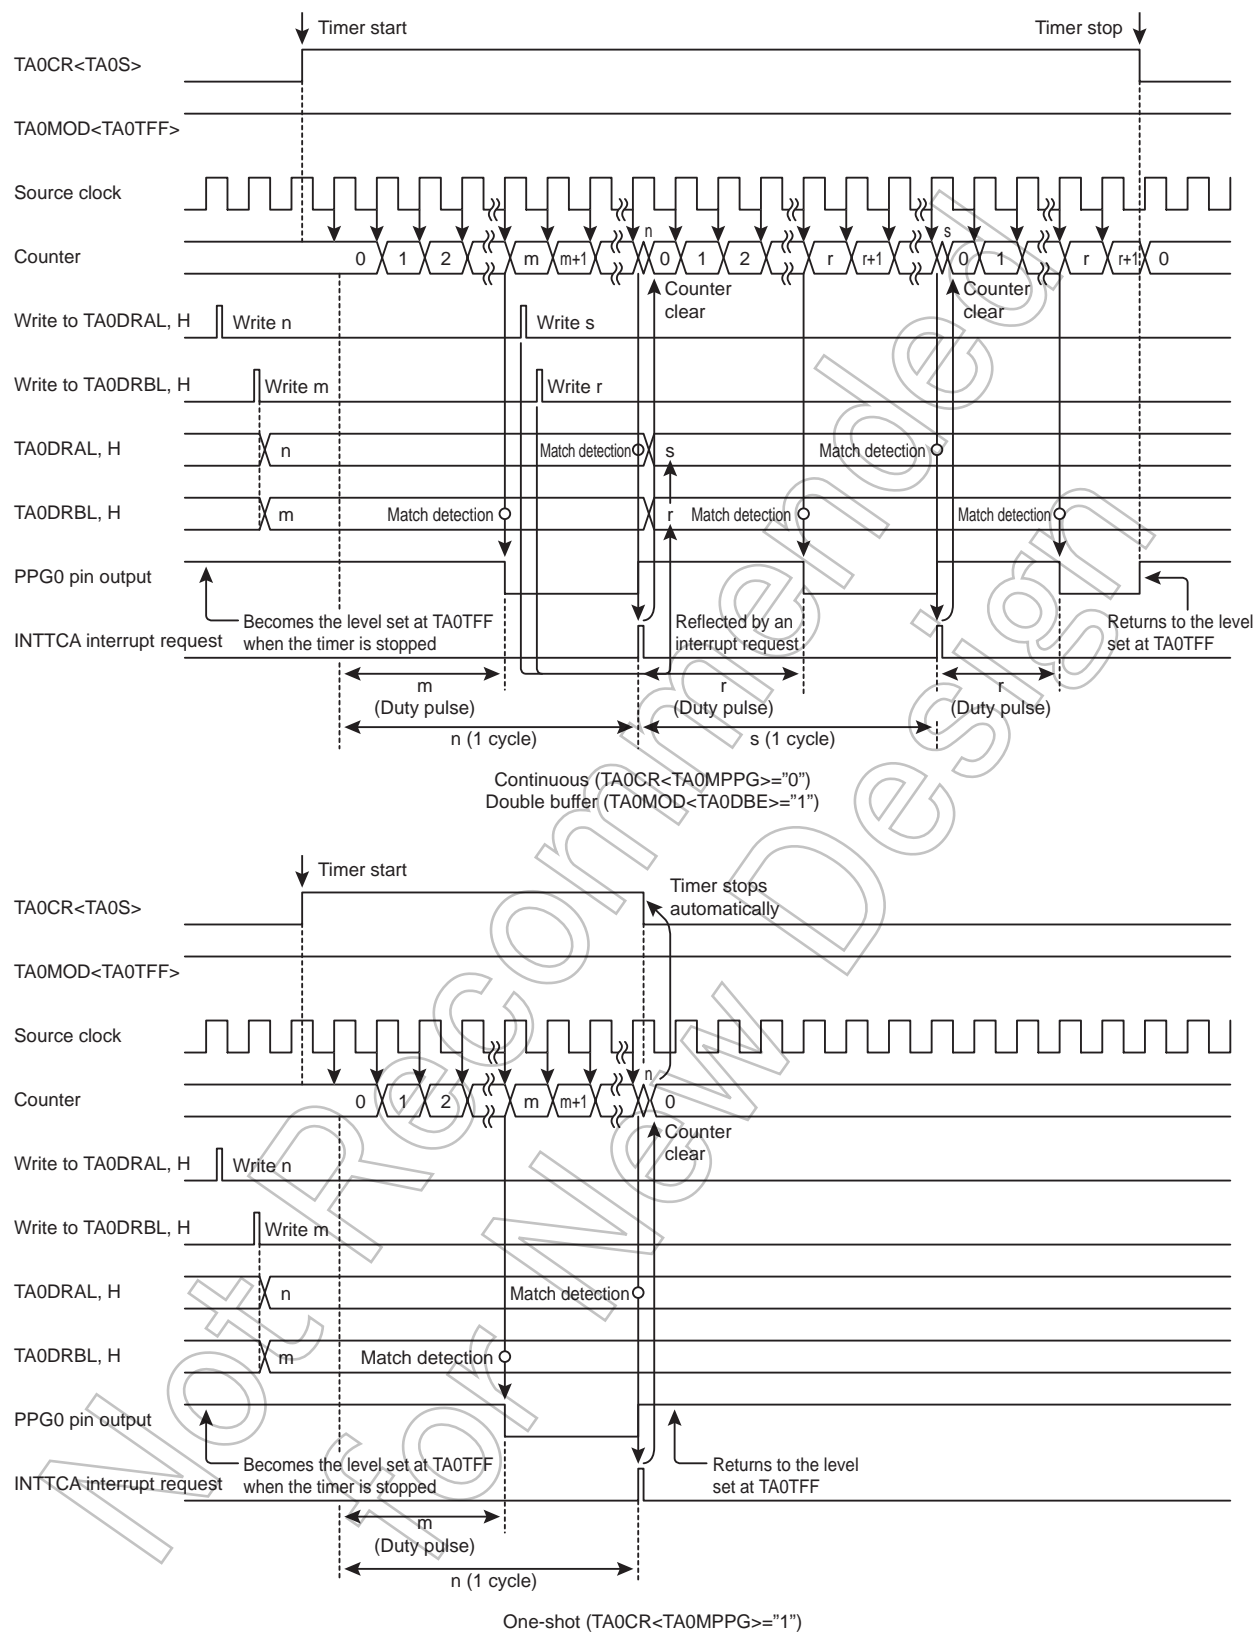 Timer start
Timer stop
TA0CR<TA0S>
TA0MOD<TA0TFF>
Source clock
n
s
Counter
0 1 2 m m+1 0 1 2 r r+1 0 1 r r+1 0
Counter
clear
Counter
clear
Write to TA0DRAL, H
Write n
Write s
Write to TA0DRBL, H
Write m
Write r
TA0DRAL, H
n
Match detection
s
Match detection
TA0DRBL, H
m
Match detection
r
Match detection
Match detection
PPG0 pin output
Becomes the level set at TA0TFF
when the timer is stopped
Reflected by an
interrupt request
Returns to the level
set at TA0TFF
INTTCA interrupt request
m
(Duty pulse)
r
(Duty pulse)
r
(Duty pulse)
n (1 cycle)
s (1 cycle)
Continuous (TA0CR<TA0MPPG>="0")
Double buffer (TA0MOD<TA0DBE>="1")
Timer start
Timer stops
automatically
TA0CR<TA0S>
TA0MOD<TA0TFF>
Source clock
n
Counter
0 1 2 m m+1 0
Counter
clear
Write to TA0DRAL, H
Write n
Write to TA0DRBL, H
Write m
TA0DRAL, H
n
Match detection
TA0DRBL, H
m
Match detection
PPG0 pin output
Becomes the level set at TA0TFF
when the timer is stopped
Returns to the level
set at TA0TFF
INTTCA interrupt request
m
(Duty pulse)
n (1 cycle)
One-shot (TA0CR<TA0MPPG>="1")
Not Recommended
for New Design